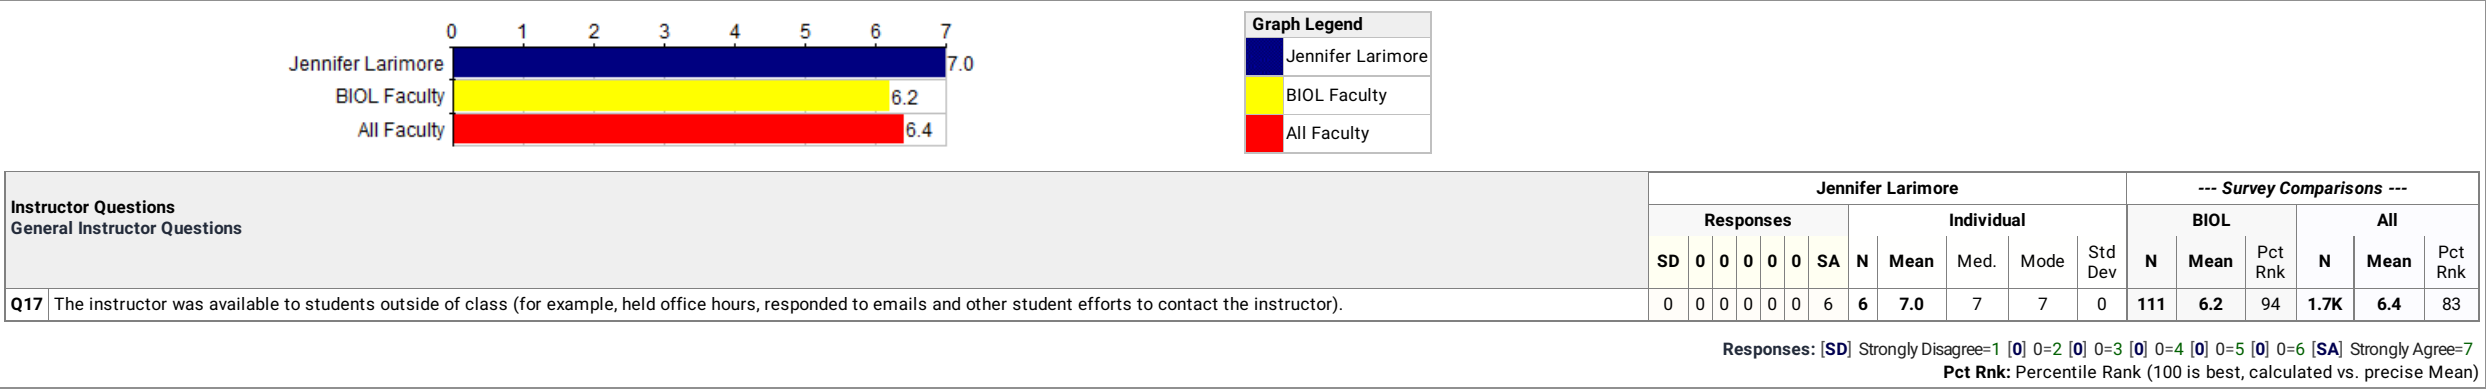 0 1 2 3 4 5 6 7
Jennifer Larimore 7.0
BIOL Faculty 6.2
All Faculty 6.4
Graph Legend
Jennifer Larimore
BIOL Faculty
All Faculty
Instructor Questions
General Instructor Questions
Jennifer Larimore --- Survey Comparisons ---
Responses Individual BIOL All
SD 0 0 0 0 0 SA N Mean Med. Mode Std Dev N Mean Pct Rnk N Mean Pct Rnk
Q17 The instructor was available to students outside of class (for example, held office hours, responded to emails and other student efforts to contact the instructor). 0 0 0 0 0 0 6 6 7.0 7 7 0 111 6.2 94 1.7K 6.4 83
Responses: [SD] Strongly Disagree=1 [0] 0=2 [0] 0=3 [0] 0=4 [0] 0=5 [0] 0=6 [SA] Strongly Agree=7
Pct Rnk: Percentile Rank (100 is best, calculated vs. precise Mean)